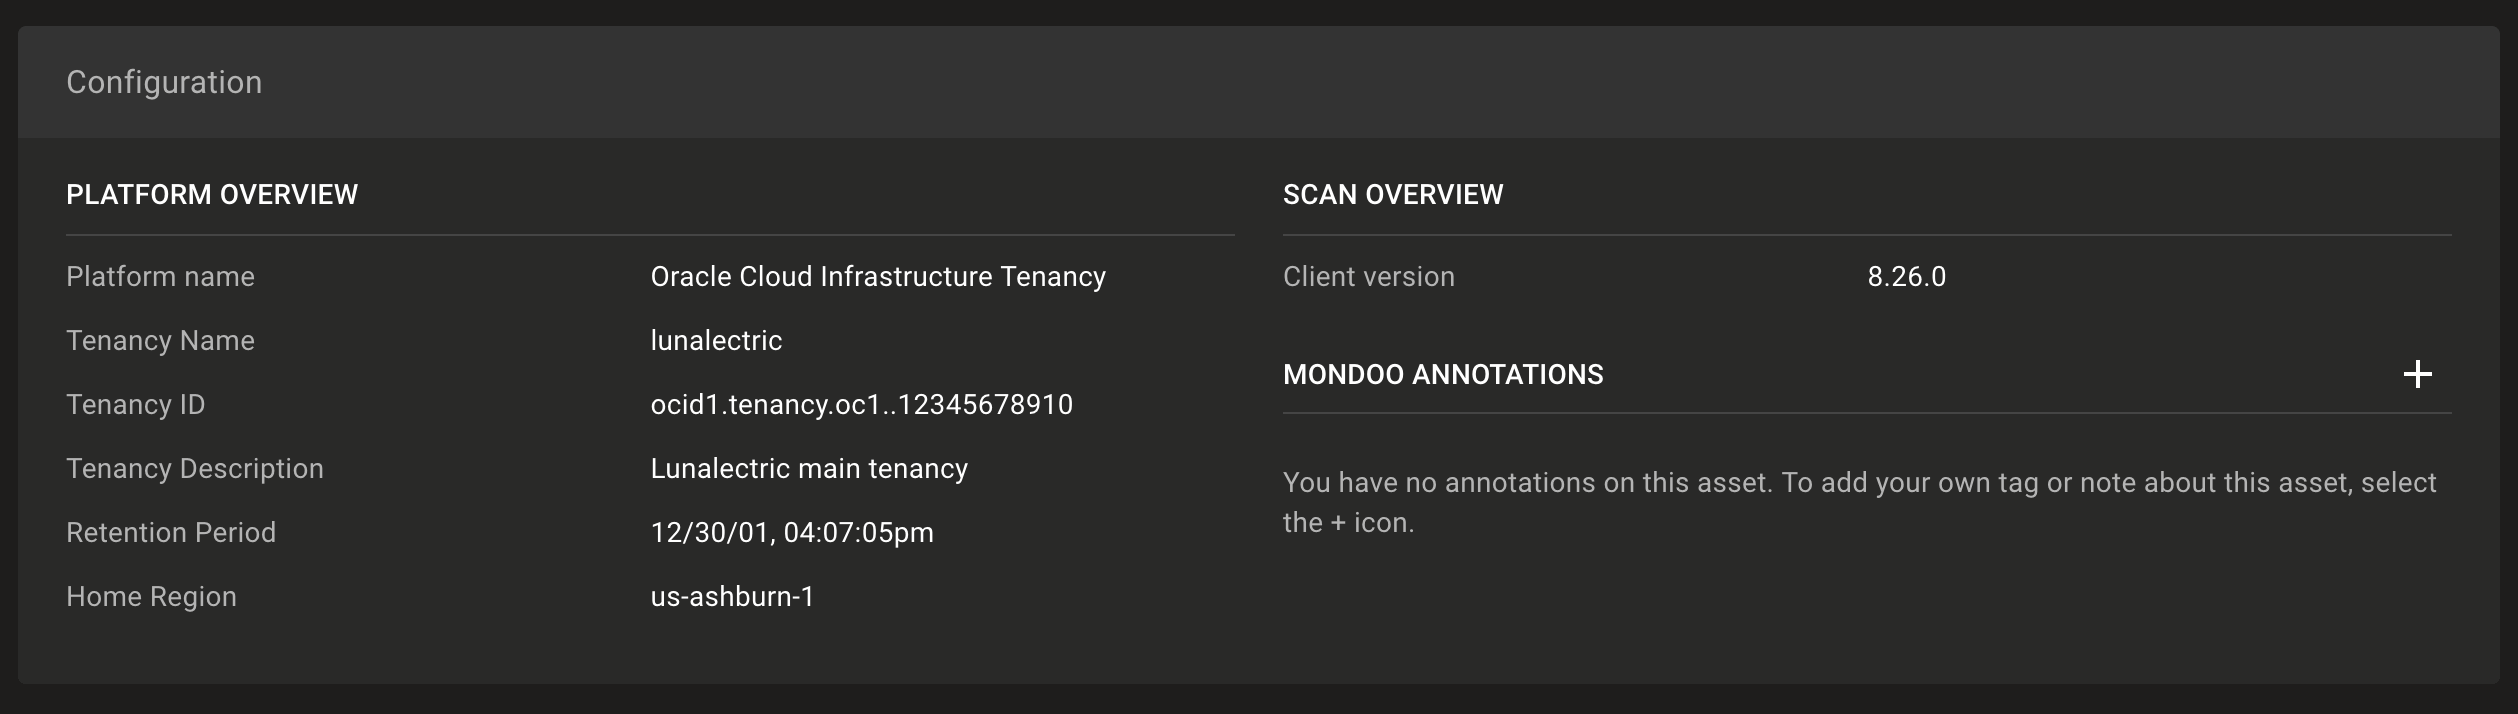 Configuration
PLATFORM OVERVIEW
Platform name Oracle Cloud Infrastructure Tenancy
Tenancy Name lunalectric
Tenancy ID ocid1.tenancy.oc1..12345678910
Tenancy Description Lunalectric main tenancy
Retention Period 12/30/01, 04:07:05pm
Home Region us-ashburn-1
SCAN OVERVIEW
Client version 8.26.0
MONDOO ANNOTATIONS +
You have no annotations on this asset. To add your own tag or note about this asset, select
the + icon.